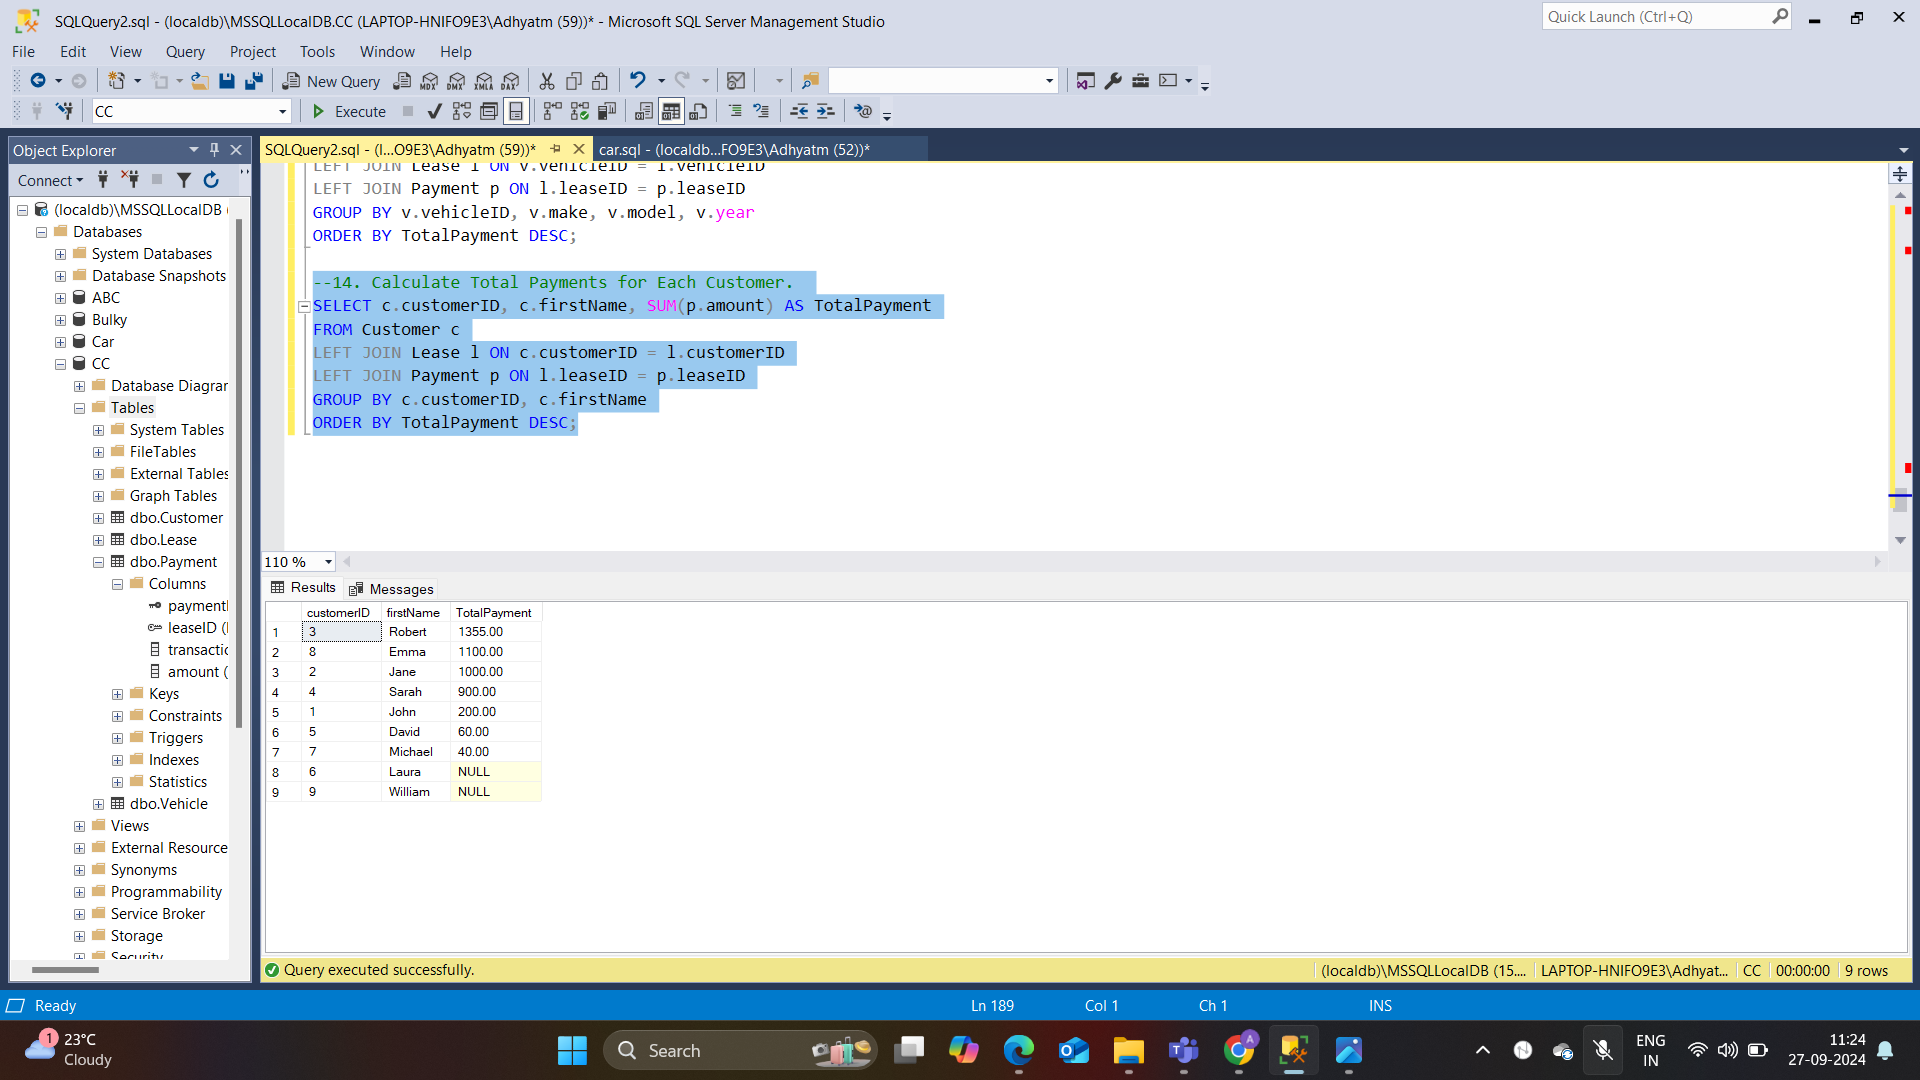 SQLQuery2.sql - (localdb)\MSSQLLocalDB.CC (LAPTOP-HNIFO9E3\Adhyatm (59))* - Microsoft SQL Server Management Studio
Quick Launch (Ctrl+Q)
File Edit View Query Project Tools Window Help
New Query
MDX DMX XMLA DAX
CC
Execute
Object Explorer
SQLQuery2.sql - (l...O9E3\Adhyatm (59))*
car.sql - (localdb...FO9E3\Adhyatm (52))*
Connect
(localdb)\MSSQLLocalDB (
Databases
System Databases
Database Snapshots
ABC
Bulky
Car
CC
Database Diagrar
Tables
System Tables
FileTables
External Tables
Graph Tables
dbo.Customer
dbo.Lease
dbo.Payment
Columns
paymentI
leaseID (
transactic
amount (
Keys
Constraints
Triggers
Indexes
Statistics
dbo.Vehicle
Views
External Resource
Synonyms
Programmability
Service Broker
Storage
Security
LEFT JOIN Lease l ON v.vehicleID = l.vehicleID
LEFT JOIN Payment p ON l.leaseID = p.leaseID
GROUP BY v.vehicleID, v.make, v.model, v.year
ORDER BY TotalPayment DESC;
--14. Calculate Total Payments for Each Customer.
SELECT c.customerID, c.firstName, SUM(p.amount) AS TotalPayment
FROM Customer c
LEFT JOIN Lease l ON c.customerID = l.customerID
LEFT JOIN Payment p ON l.leaseID = p.leaseID
GROUP BY c.customerID, c.firstName
ORDER BY TotalPayment DESC;
110 %
Results Messages
customerID firstName TotalPayment
1 3 Robert 1355.00
2 8 Emma 1100.00
3 2 Jane 1000.00
4 4 Sarah 900.00
5 1 John 200.00
6 5 David 60.00
7 7 Michael 40.00
8 6 Laura NULL
9 9 William NULL
Query executed successfully.
(localdb)\MSSQLLocalDB (15.... LAPTOP-HNIFO9E3\Adhyat... CC 00:00:00 9 rows
Ready
Ln 189 Col 1 Ch 1 INS
1
23°C
Cloudy
Search
A
ENG
IN
11:24
27-09-2024